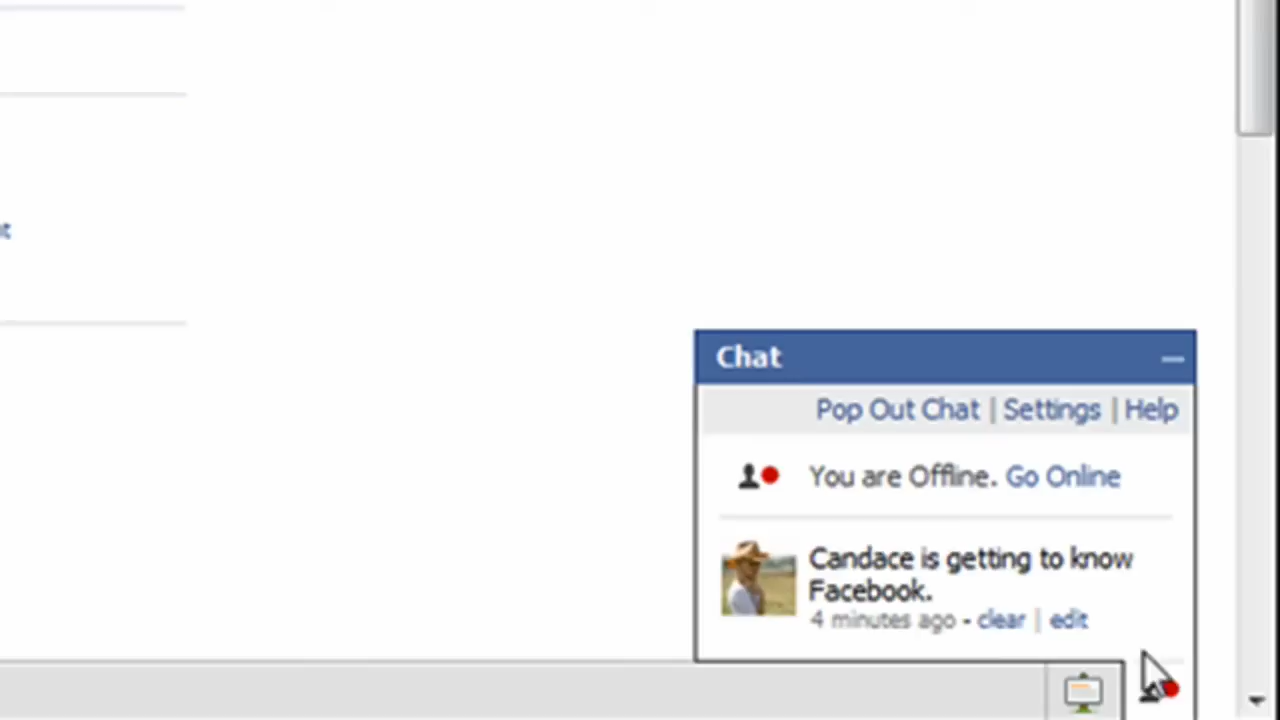 Chat
Pop Out Chat | Settings | Help
You are Offline. Go Online
Candace is getting to know
Facebook.
4 minutes ago - clear | edit